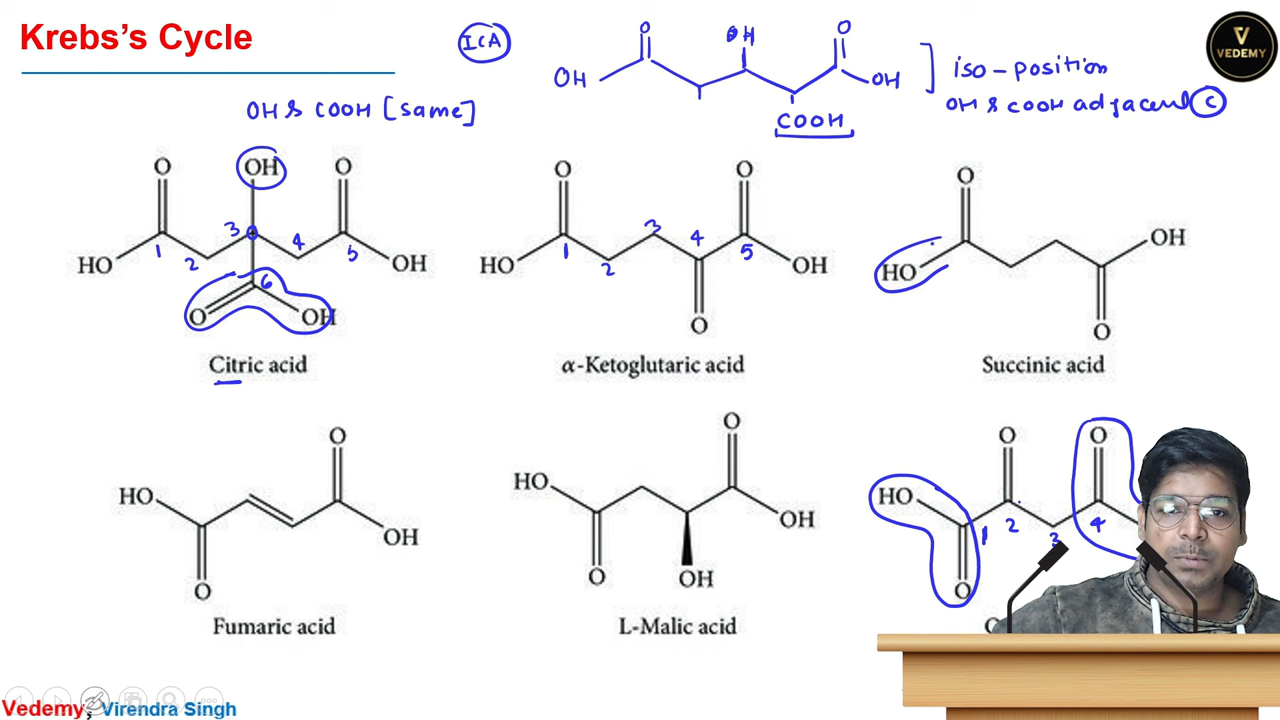 Krebs's Cycle
ICA
O
OH
O
OH
OH
COOH
iso-position
OH & COOH adjacent C
VEDEMY
OH & COOH [same]
O
OH
O
HO
OH
O
OH
1
2
3
4
5
6
Citric acid
O
O
HO
OH
O
1
2
3
4
5
α-Ketoglutaric acid
O
OH
HO
O
Succinic acid
O
HO
OH
O
Fumaric acid
O
HO
OH
O
OH
L-Malic acid
O
O
HO
O
1
2
3
4
Vedemy, Virendra Singh